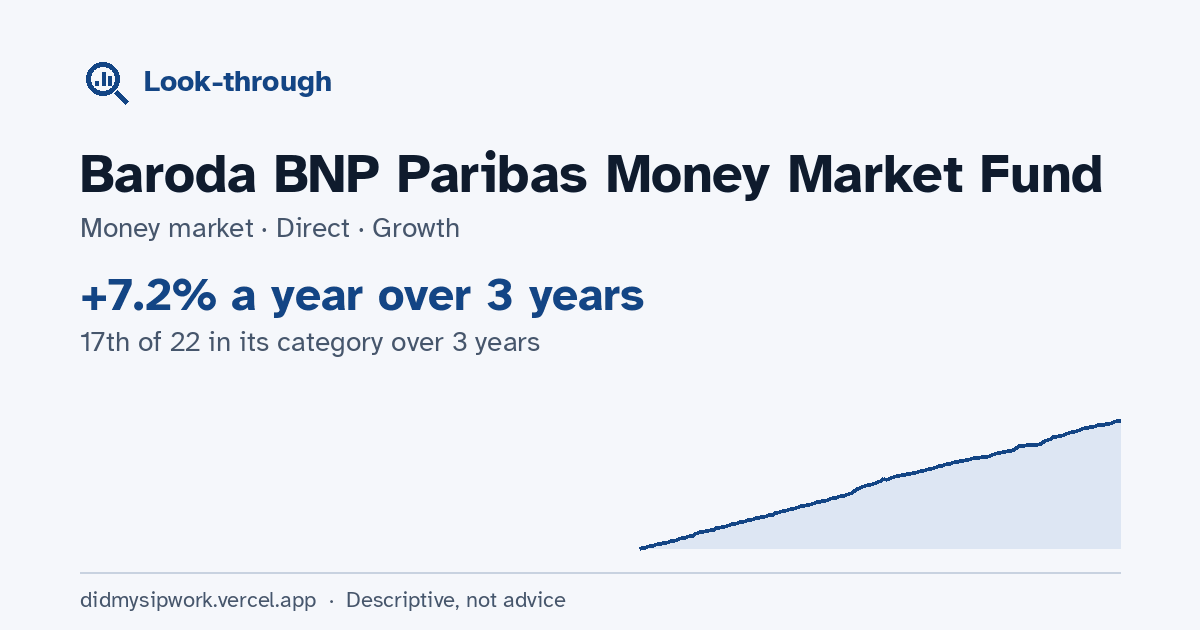 Look-through
Baroda BNP Paribas Money Market Fund
Money market · Direct · Growth
+7.2% a year over 3 years
17th of 22 in its category over 3 years
didmysipwork.vercel.app · Descriptive, not advice